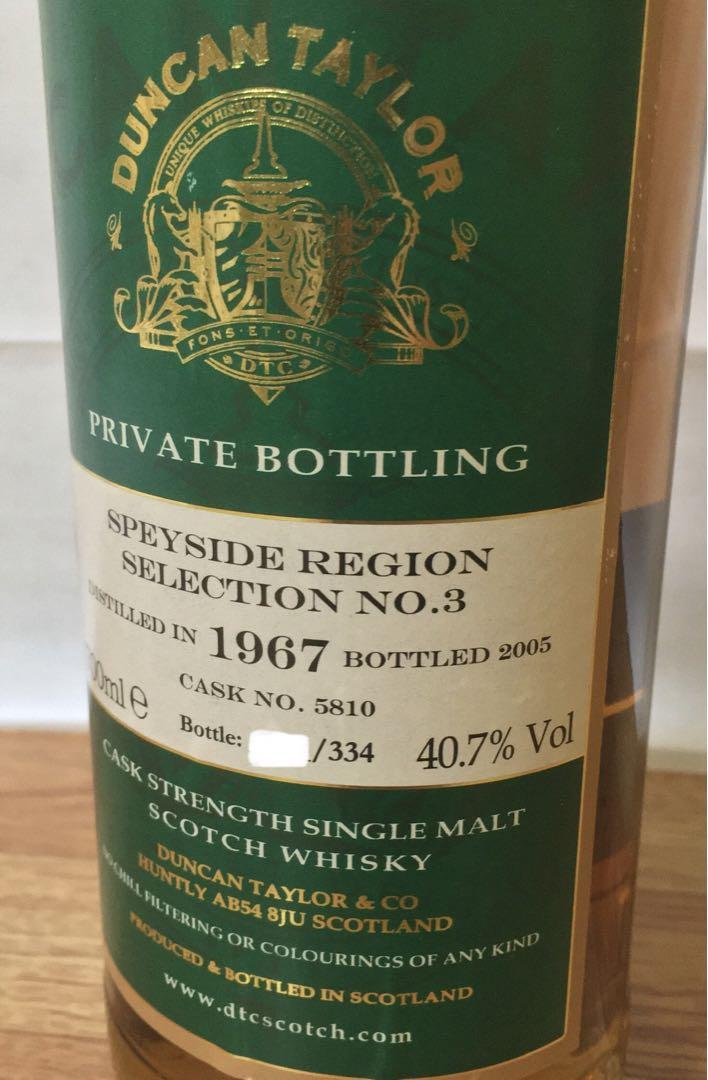 DUNCAN TAYLOR
UNIQUE WHISKIES OF DISTINCTION
FONS·ET·ORIGO
DTC
PRIVATE BOTTLING
SPEYSIDE REGION
SELECTION NO.3
DISTILLED IN 1967 BOTTLED 2005
CASK NO. 5810
00ml e
Bottle: /334 40.7% Vol
CASK STRENGTH SINGLE MALT
SCOTCH WHISKY
DUNCAN TAYLOR & CO
HUNTLY AB54 8JU SCOTLAND
NO CHILL FILTERING OR COLOURINGS OF ANY KIND
PRODUCED & BOTTLED IN SCOTLAND
www.dtcscotch.com